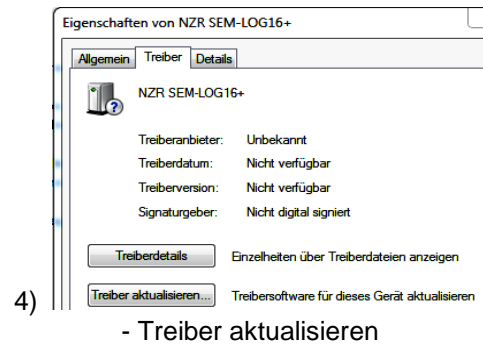 Eigenschaften von NZR SEM-LOG16+
Allgemein Treiber Details
NZR SEM-LOG16+
Treiberanbieter: Unbekannt
Treiberdatum: Nicht verfügbar
Treiberversion: Nicht verfügbar
Signaturgeber: Nicht digital signiert
Treiberdetails Einzelheiten über Treiberdateien anzeigen
4) Treiber aktualisieren... Treibersoftware für dieses Gerät aktualisieren
- Treiber aktualisieren